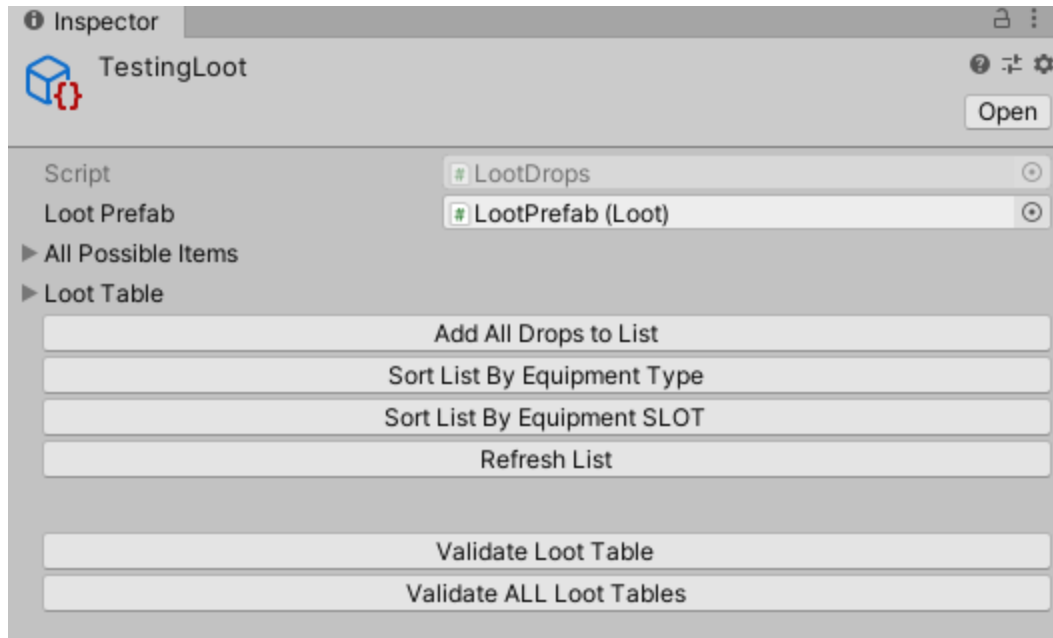 Inspector
TestingLoot
Open
Script # LootDrops
Loot Prefab # LootPrefab (Loot)
All Possible Items
Loot Table
Add All Drops to List
Sort List By Equipment Type
Sort List By Equipment SLOT
Refresh List
Validate Loot Table
Validate ALL Loot Tables